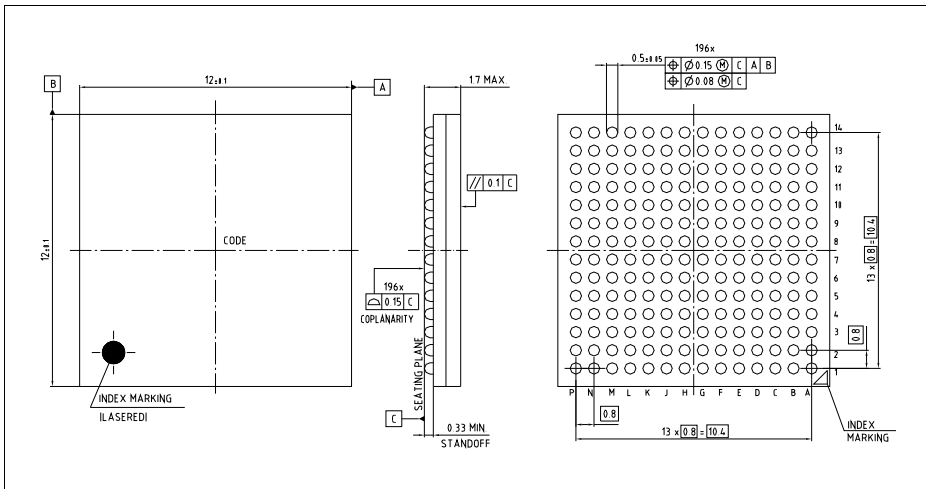 B
12±0.1
A
12±0.1
CODE
INDEX MARKING
(LASERED)
1.7 MAX.
// 0.1 C
196x
0.15 C
COPLANARITY
SEATING PLANE
C
0.33 MIN.
STANDOFF
196x
0.5±0.05
⌖ Ø 0.15 Ⓜ C A B
⌖ Ø 0.08 Ⓜ C
14
13
12
11
10
9
8
7
6
5
4
3
2
1
P N M L K J H G F E D C B A
13 x 0.8 = 10.4
0.8
0.8
13 x 0.8 = 10.4
INDEX
MARKING